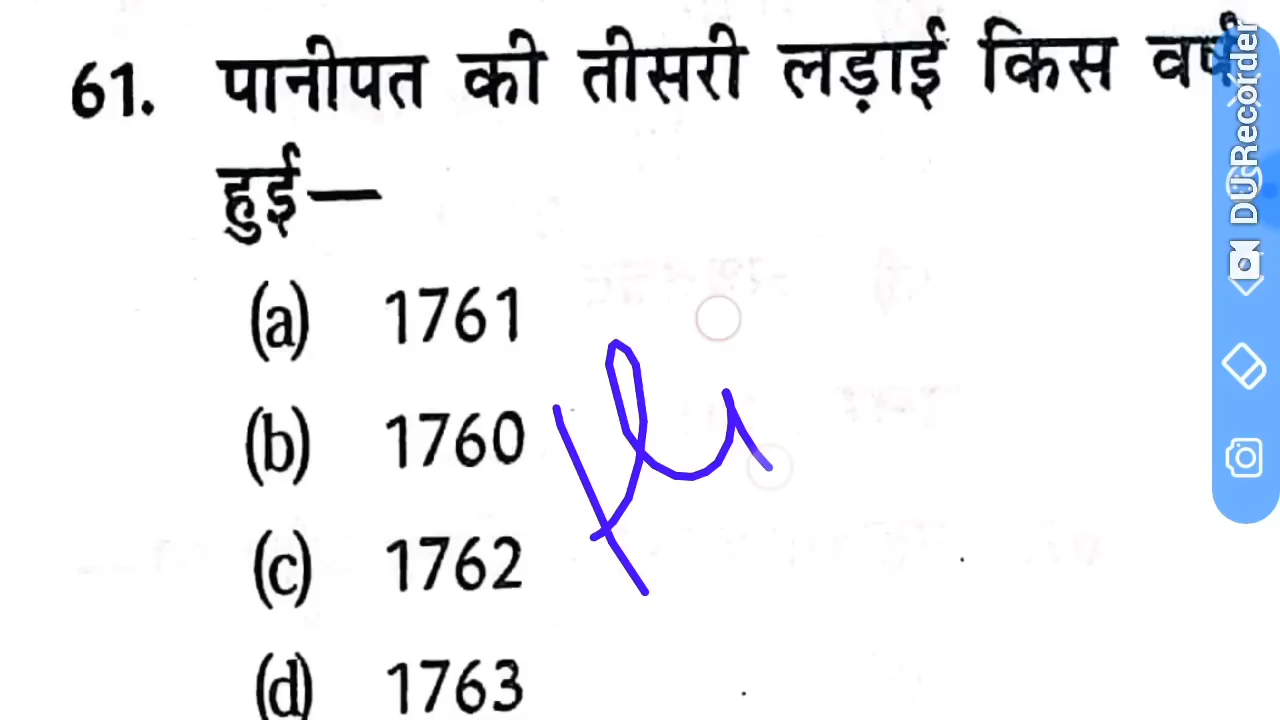 61. पानीपत की तीसरी लड़ाई किस वर्ष
हुई—
(a) 1761
(b) 1760
(c) 1762
(d) 1763
DU Recorder